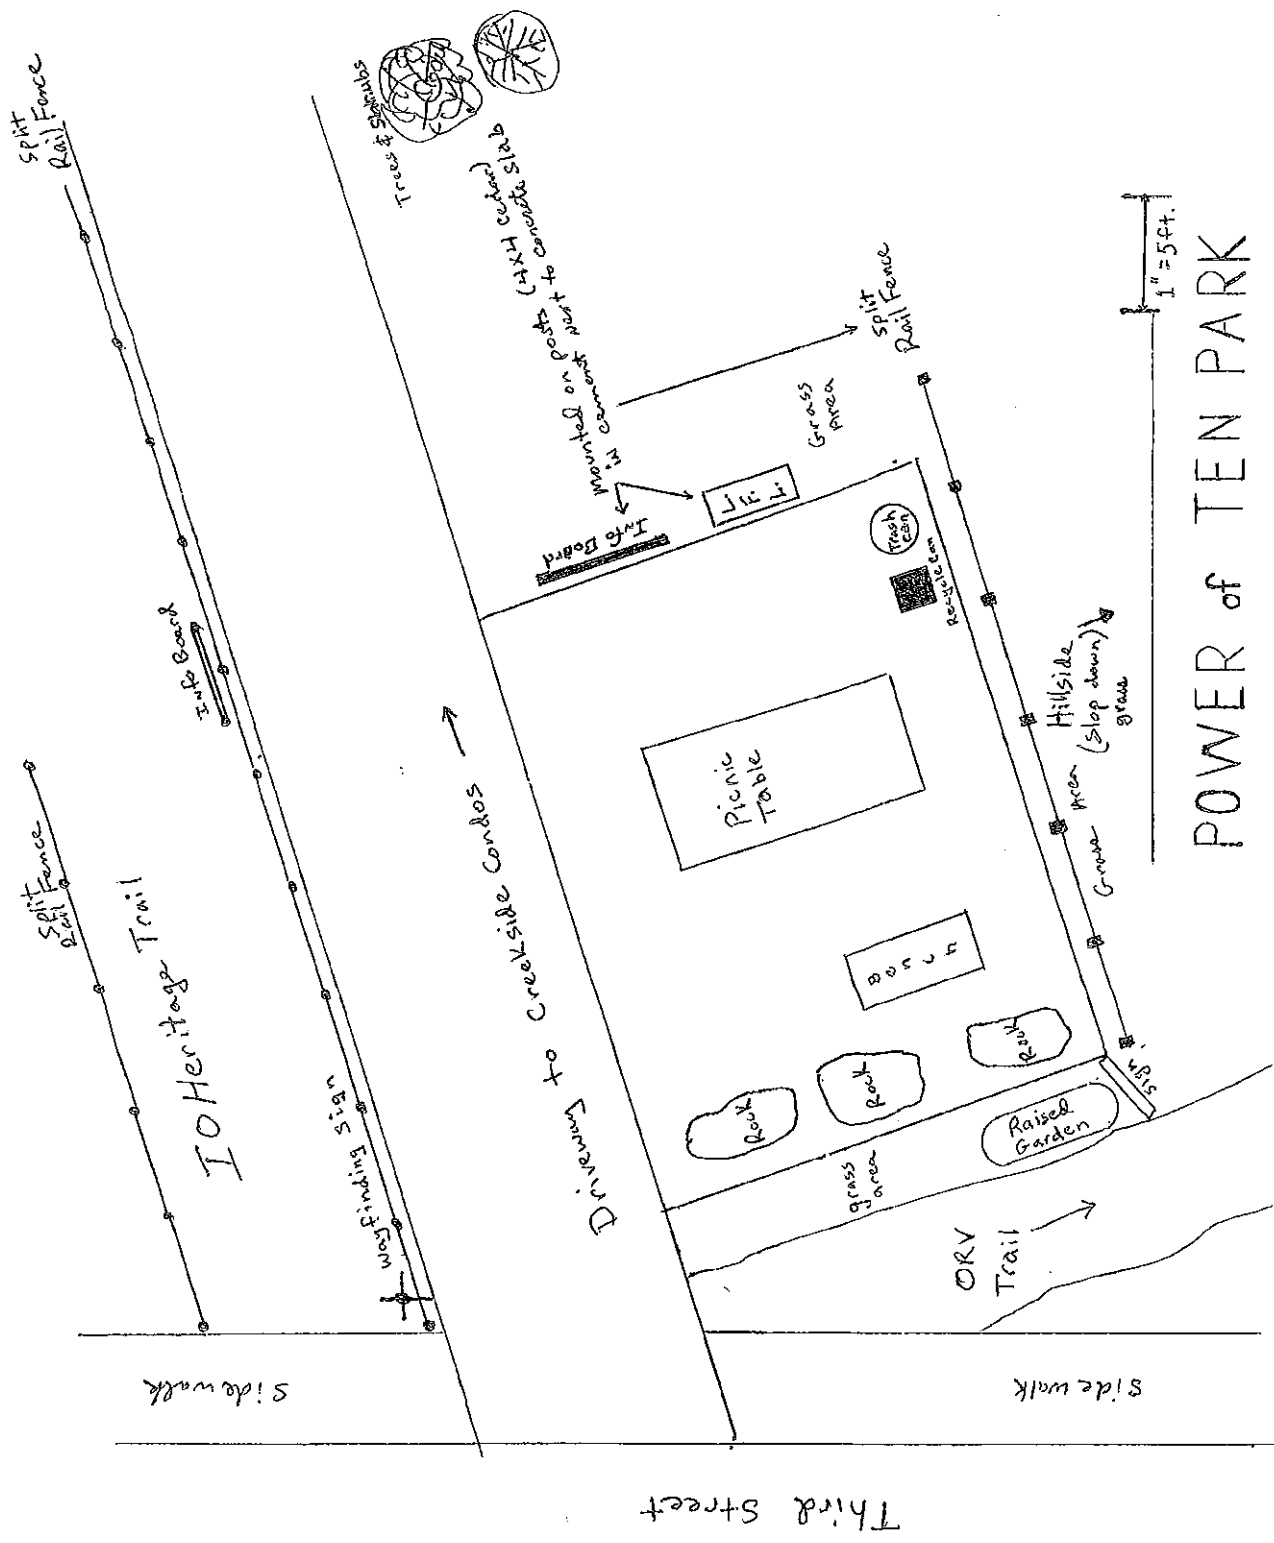 Split
Rail Fence
Trees & Shrubs
Split
Rail Fence
Info Board
IOHeritage Trail
Mounted on posts (4X4 cedar)
in cement next to concrete slab
Info Board
L.
F.
L.
Grass
Area
Split
Rail Fence
Wayfinding Sign
Driveway to Creekside Condos
Picnic
Table
Trash
can
Recycle can
Bench
Rock
Rock
Rock
Raised
Garden
Sign
grass
area
Grass Area
Hillside
(slop down)
grass
ORV
Trail
Sidewalk
Sidewalk
Third Street
1" = 5ft.
POWER of TEN PARK